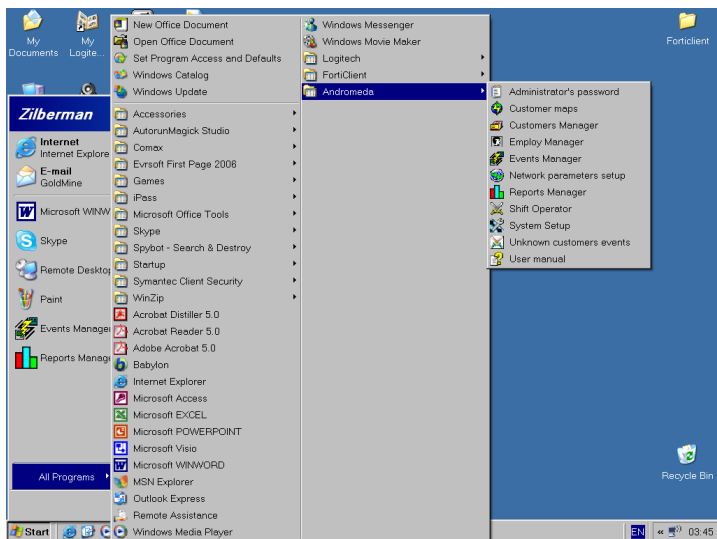 My
Documents
My
Logite...
Forticlient
Zilberman
Internet
Internet Explore
E-mail
GoldMine
Microsoft WINW
Skype
Remote Desktop
Paint
Events Manager
Reports Manage
All Programs
New Office Document
Open Office Document
Set Program Access and Defaults
Windows Catalog
Windows Update
Accessories
AutorunMagick Studio
Comax
Evrsoft First Page 2006
Games
iPass
Microsoft Office Tools
Skype
Spybot - Search & Destroy
Startup
Symantec Client Security
WinZip
Acrobat Distiller 5.0
Acrobat Reader 5.0
Adobe Acrobat 5.0
Babylon
Internet Explorer
Microsoft Access
Microsoft EXCEL
Microsoft POWERPOINT
Microsoft Visio
Microsoft WINWORD
MSN Explorer
Outlook Express
Remote Assistance
Windows Media Player
Windows Messenger
Windows Movie Maker
Logitech
FortiClient
Andromeda
Administrator's password
Customer maps
Customers Manager
Employ Manager
Events Manager
Network parameters setup
Reports Manager
Shift Operator
System Setup
Unknown customers events
User manual
Recycle Bin
Start
EN
« 03:45